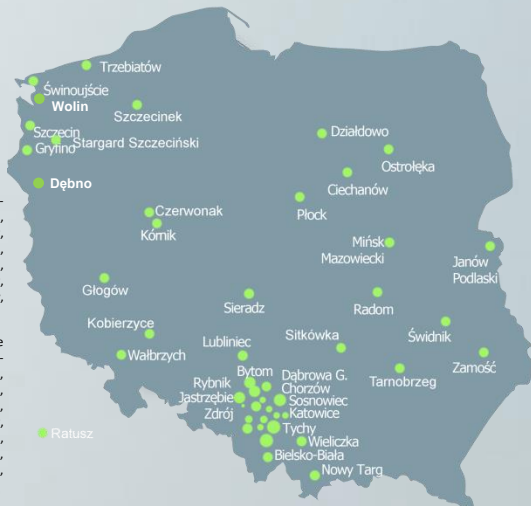 Trzebiatów
Świnoujście
Wolin
Szczecinek
Szczecin
Stargard Szczeciński
Gryfino
Działdowo
Ostrołęka
Ciechanów
Dębno
Płock
Czerwonak
Kórnik
Mińsk
Mazowiecki
Janów
Podlaski
Głogów
Sieradz
Radom
Kobierzyce
Świdnik
Lubliniec
Sitkówka
Wałbrzych
Zamość
Bytom
Dąbrowa G.
Tarnobrzeg
Rybnik
Chorzów
Jastrzębie
Sosnowiec
Zdrój
Katowice
Ratusz
Tychy
Wieliczka
Bielsko-Biała
Nowy Targ